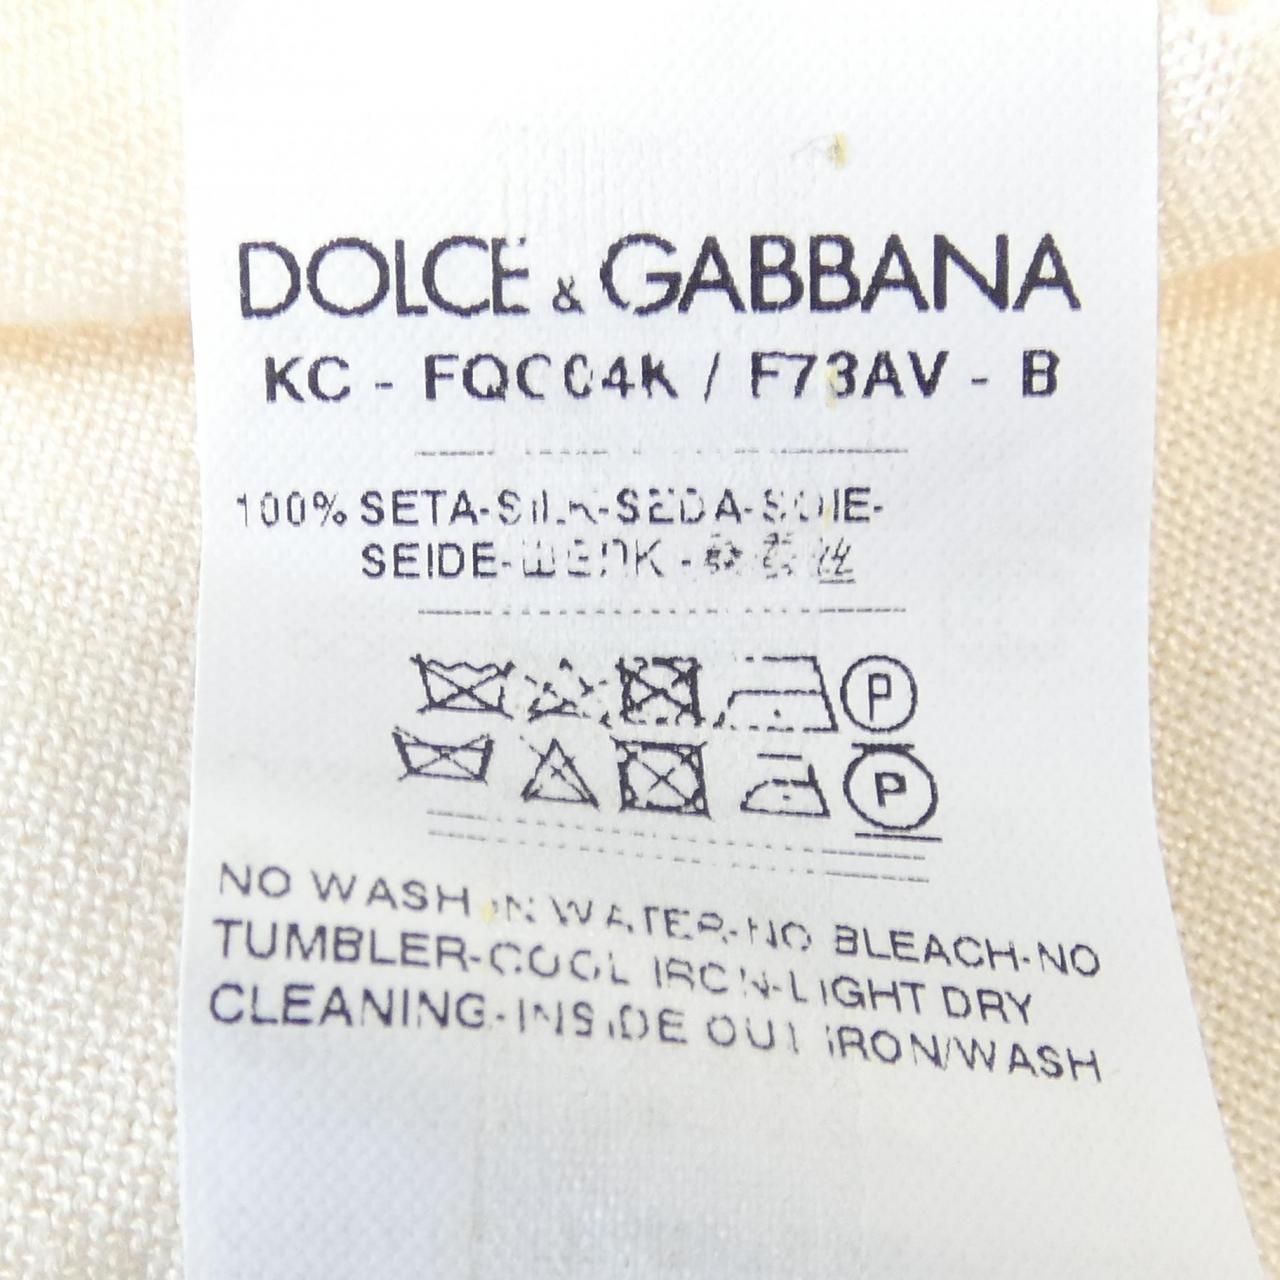 DOLCE & GABBANA
KC - FQC04K / F73AV - B
100% SETA-SILK-SEDA-SOIE-
SEIDE-ШЕЛК -
P
P
NO WASH IN WATER-NO BLEACH-NO
TUMBLER-COOL IRON-LIGHT DRY
CLEANING-INSIDE OUT IRON/WASH